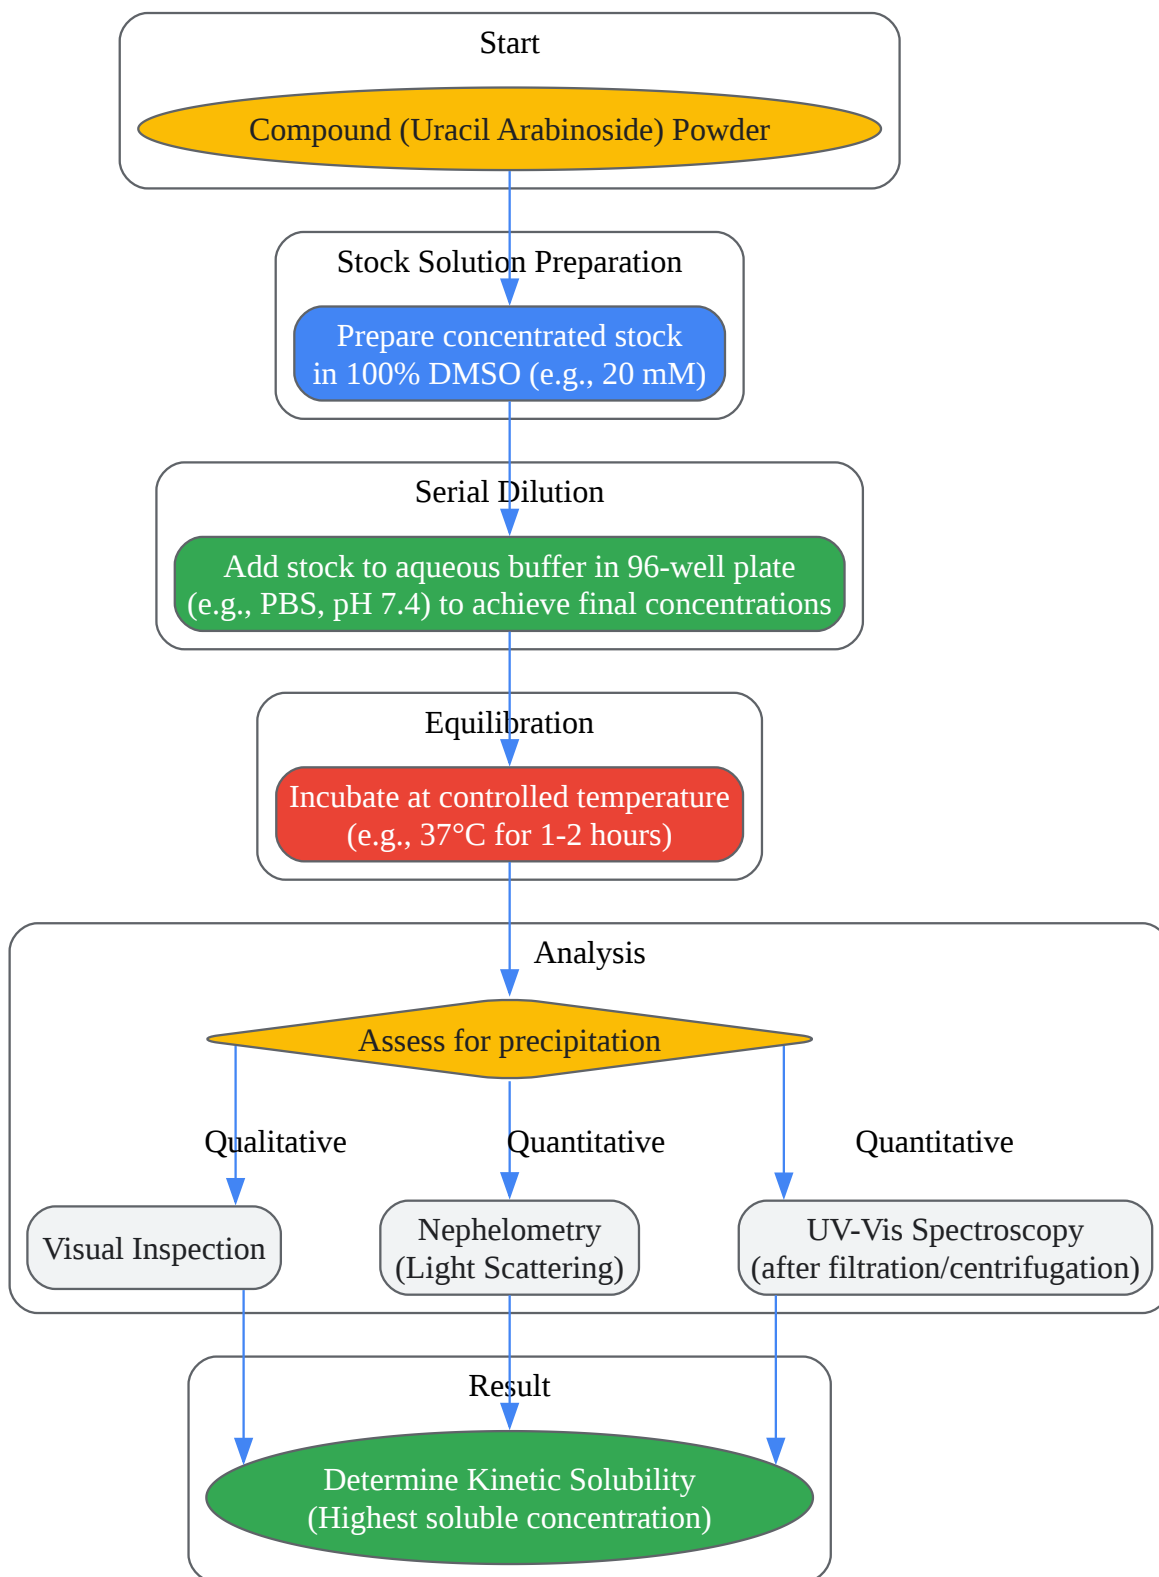 Start
Compound (Uracil Arabinoside) Powder
Stock Solution Preparation
Prepare concentrated stock
in 100% DMSO (e.g., 20 mM)
Serial Dilution
Add stock to aqueous buffer in 96-well plate
(e.g., PBS, pH 7.4) to achieve final concentrations
Equilibration
Incubate at controlled temperature
(e.g., 37°C for 1-2 hours)
Analysis
Assess for precipitation
Qualitative
Quantitative
Quantitative
Visual Inspection
Nephelometry
(Light Scattering)
UV-Vis Spectroscopy
(after filtration/centrifugation)
Result
Determine Kinetic Solubility
(Highest soluble concentration)